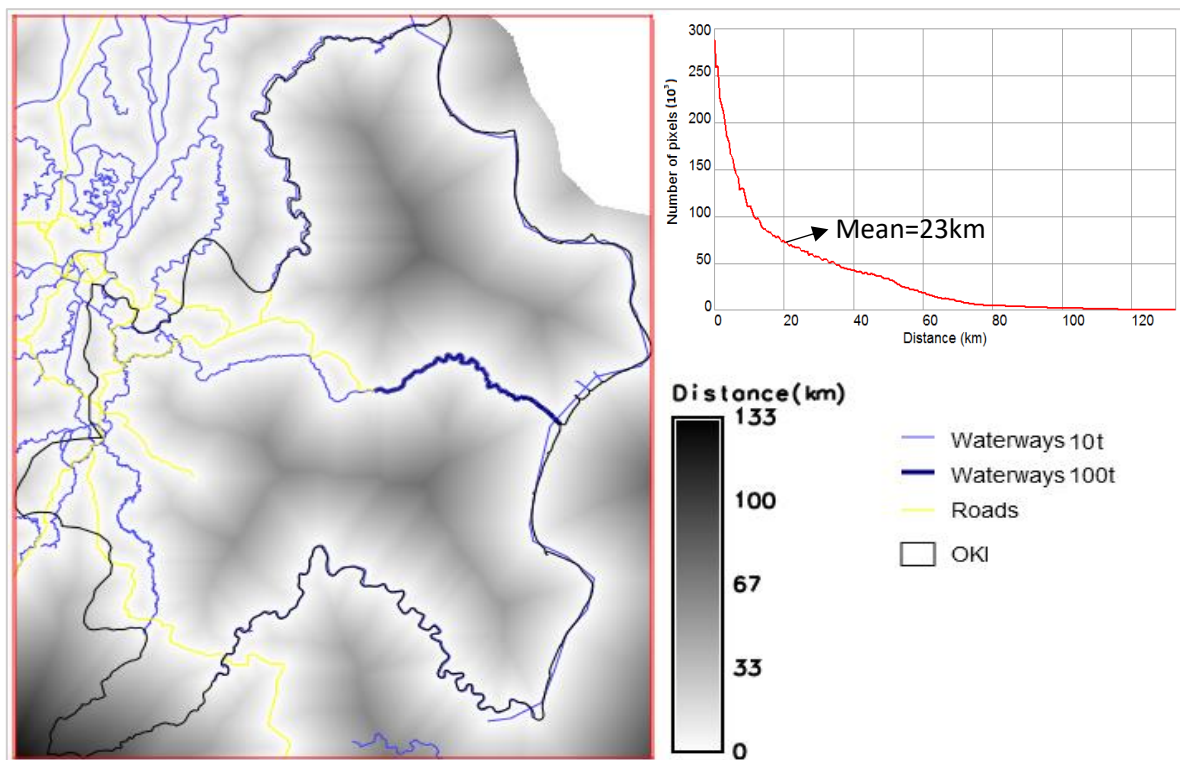 300
250
200
150
100
50
0
Number of pixels (10³)
Mean=23km
0 20 40 60 80 100 120
Distance (km)
Distance(km)
133
100
67
33
0
Waterways 10t
Waterways 100t
Roads
OKI